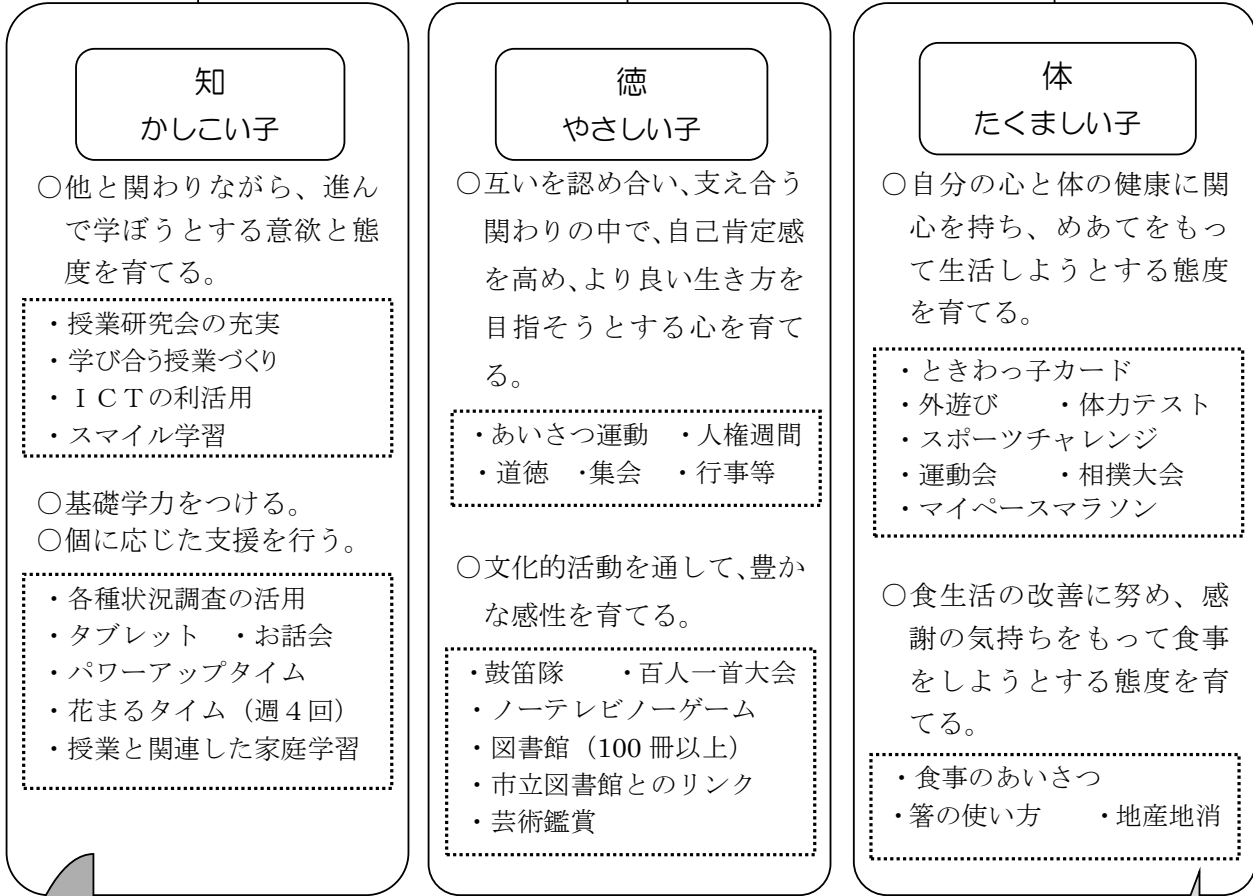 知
かしこい子
○他と関わりながら、進ん
で学ぼうとする意欲と態
度を育てる。
・授業研究会の充実
・学び合う授業づくり
・ＩＣＴの利活用
・スマイル学習
○基礎学力をつける。
○個に応じた支援を行う。
・各種状況調査の活用
・タブレット　・お話会
・パワーアップタイム
・花まるタイム（週４回）
・授業と関連した家庭学習
徳
やさしい子
○互いを認め合い、支え合う
関わりの中で、自己肯定感
を高め、より良い生き方を
目指そうとする心を育て
る。
・あいさつ運動　・人権週間
・道徳　・集会　・行事等
○文化的活動を通して、豊か
な感性を育てる。
・鼓笛隊　・百人一首大会
・ノーテレビノーゲーム
・図書館（100 冊以上）
・市立図書館とのリンク
・芸術鑑賞
体
たくましい子
○自分の心と体の健康に関
心を持ち、めあてをもっ
て生活しようとする態度
を育てる。
・ときわっ子カード
・外遊び　・体力テスト
・スポーツチャレンジ
・運動会　・相撲大会
・マイペースマラソン
○食生活の改善に努め、感
謝の気持ちをもって食事
をしようとする態度を育
てる。
・食事のあいさつ
・箸の使い方　・地産地消